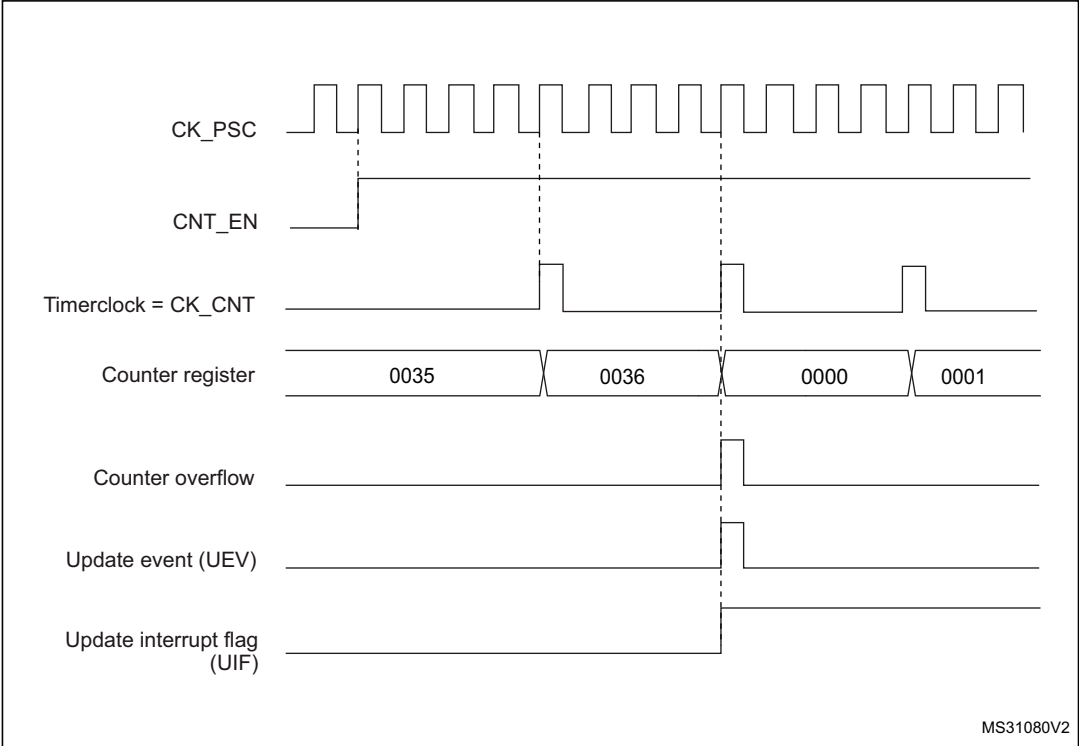 CK_PSC
CNT_EN
Timerclock = CK_CNT
Counter register
0035
0036
0000
0001
Counter overflow
Update event (UEV)
Update interrupt flag
(UIF)
MS31080V2